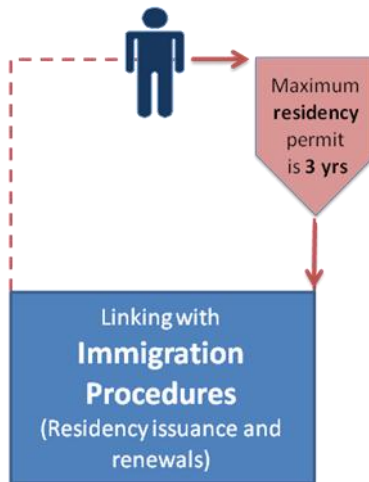 Maximum
residency
permit
is 3 yrs
Linking with
Immigration
Procedures
(Residency issuance and
renewals)